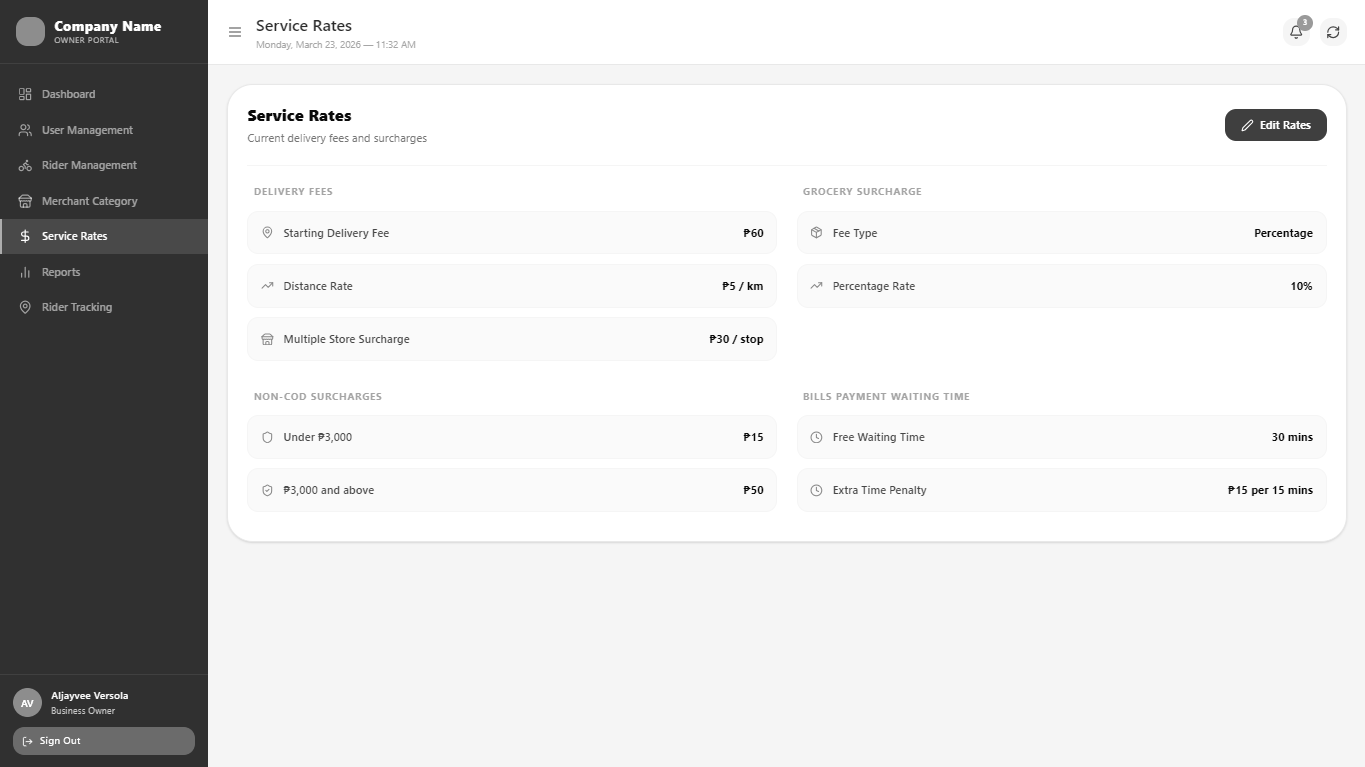 Company Name
OWNER PORTAL
Dashboard
User Management
Rider Management
Merchant Category
Service Rates
Reports
Rider Tracking
AV
Aljayvee Versola
Business Owner
Sign Out
Service Rates
Monday, March 23, 2026 — 11:32 AM
3
Service Rates
Current delivery fees and surcharges
Edit Rates
DELIVERY FEES
Starting Delivery Fee ₱60
Distance Rate ₱5 / km
Multiple Store Surcharge ₱30 / stop
GROCERY SURCHARGE
Fee Type Percentage
Percentage Rate 10%
NON-COD SURCHARGES
Under ₱3,000 ₱15
₱3,000 and above ₱50
BILLS PAYMENT WAITING TIME
Free Waiting Time 30 mins
Extra Time Penalty ₱15 per 15 mins